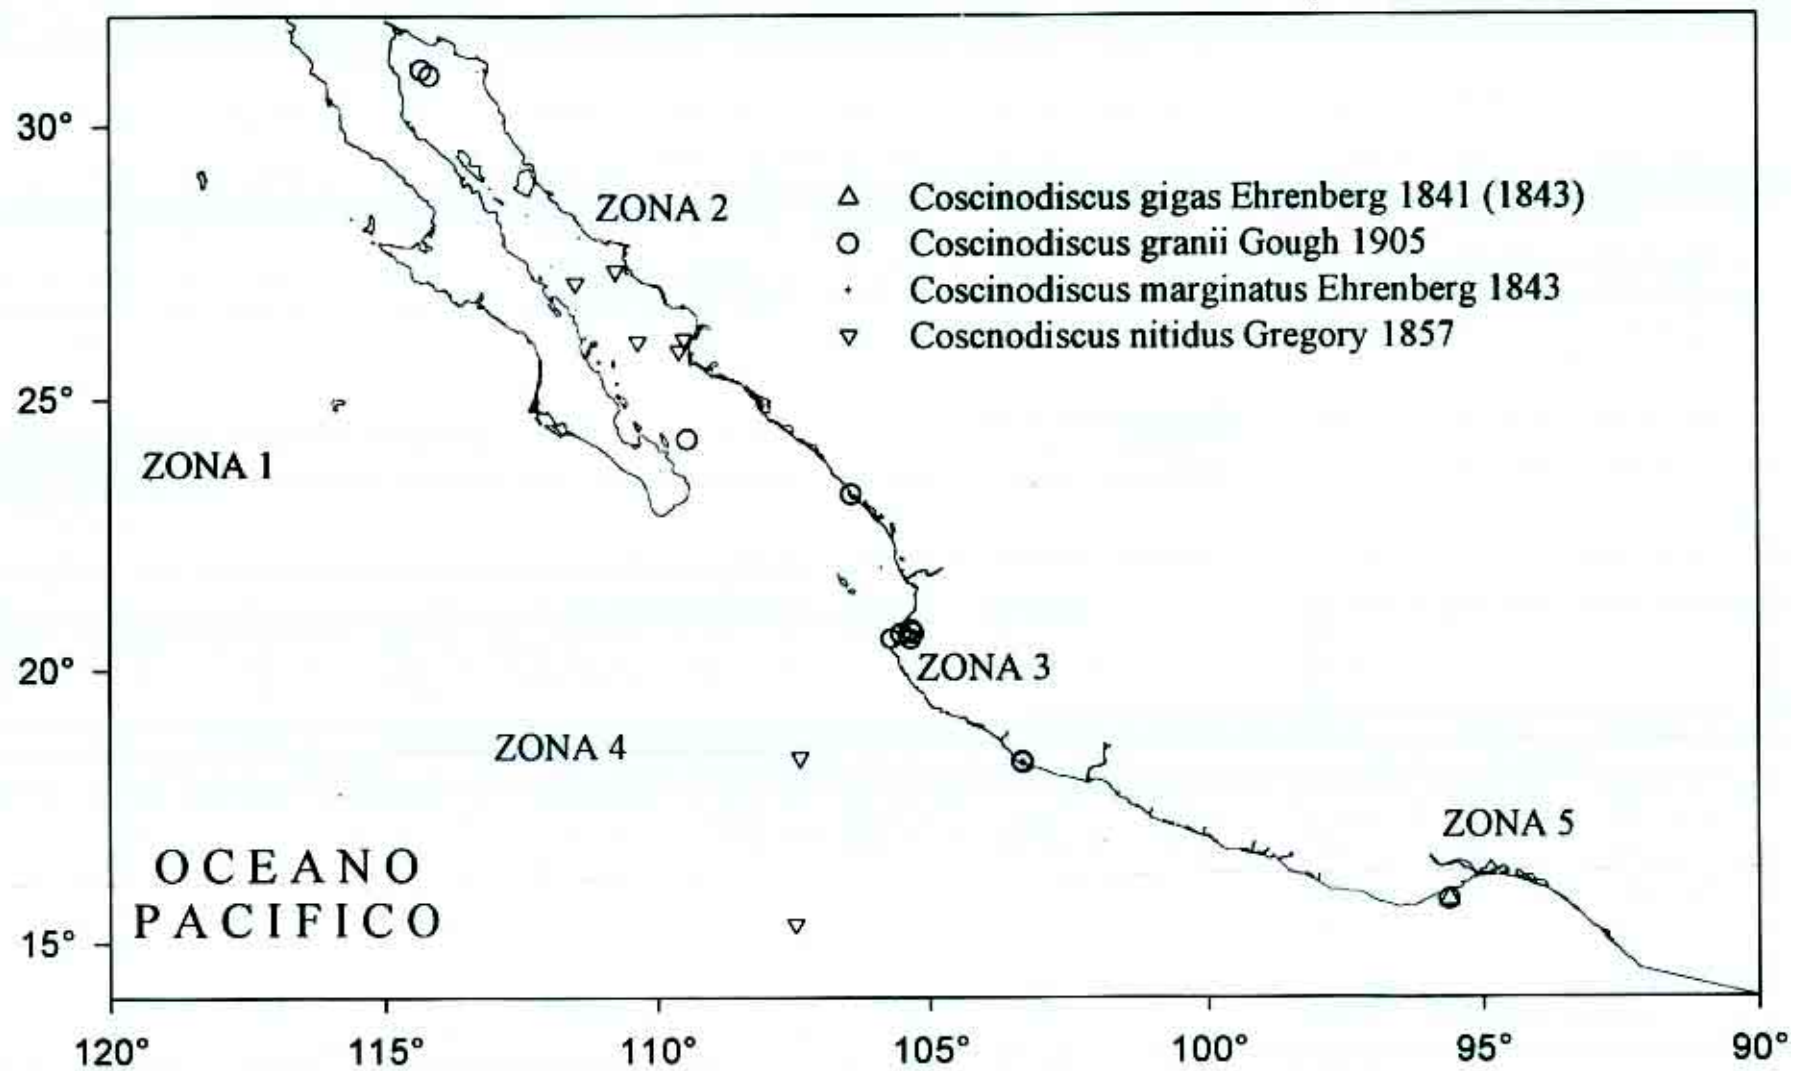 30°
25°
20°
15°
ZONA 2
△ Coscinodiscus gigas Ehrenberg 1841 (1843)
○ Coscinodiscus granii Gough 1905
+ Coscinodiscus marginatus Ehrenberg 1843
▽ Coscnodiscus nitidus Gregory 1857
ZONA 1
ZONA 3
ZONA 4
ZONA 5
OCEANO
PACIFICO
120° 115° 110° 105° 100° 95° 90°